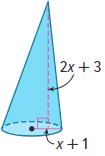 2x + 3
x + 1